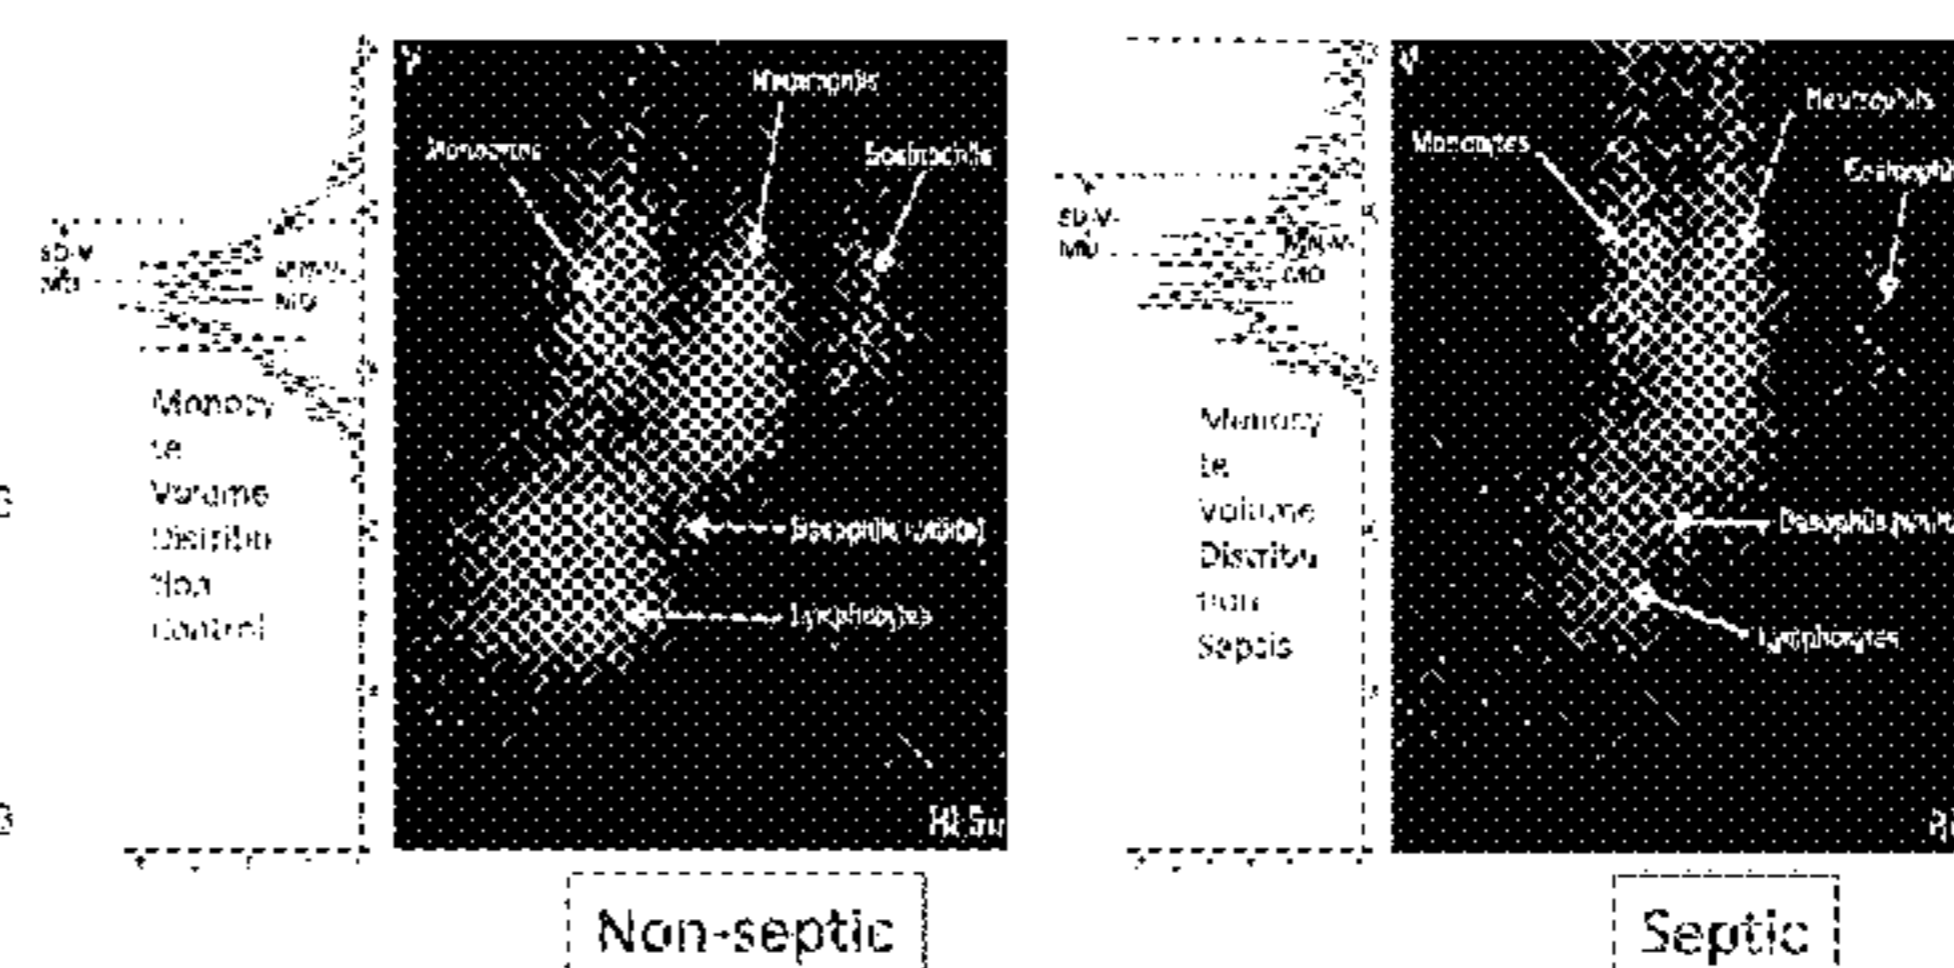 V
Neutrophils
Monocytes
Eosinophils
SD-V-
MO
MN-V-
MO
Monocy
te
Volume
Distribu
tion
Control
Basophils
Lymphocytes
Non-septic
V
Neutrophils
Monocytes
SD-V-
MO
MN-V-
MO
Monocy
te
Volume
Distribu
tion
Sepsis
Basophils
Lymphocytes
Septic